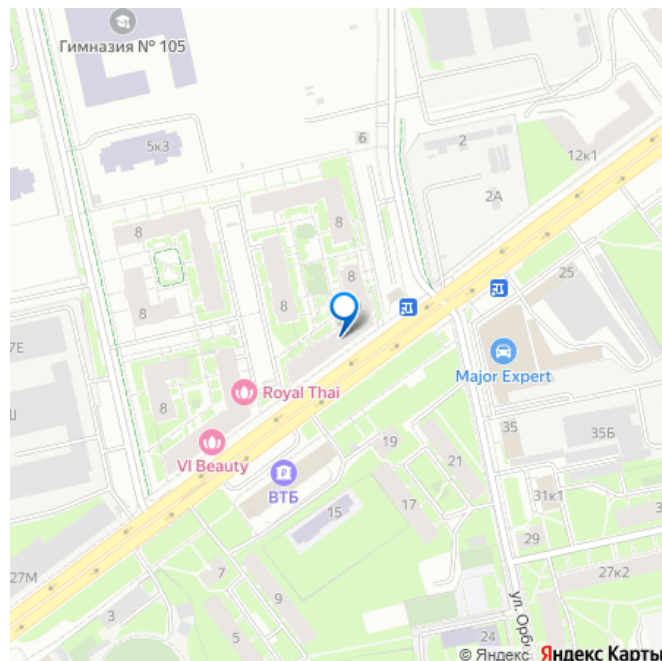 Гимназия № 105
5к3
6
2
12к1
2А
8
8
8
8
8
25
7Е
Major Expert
Royal Thai
8
Ш
VI Beauty
19
35
35Б
21
ВТБ
17
31к1
15
3
29
27М
7
9
27к2
3
5
24
ул. Орб
© Яндекс Яндекс Карты